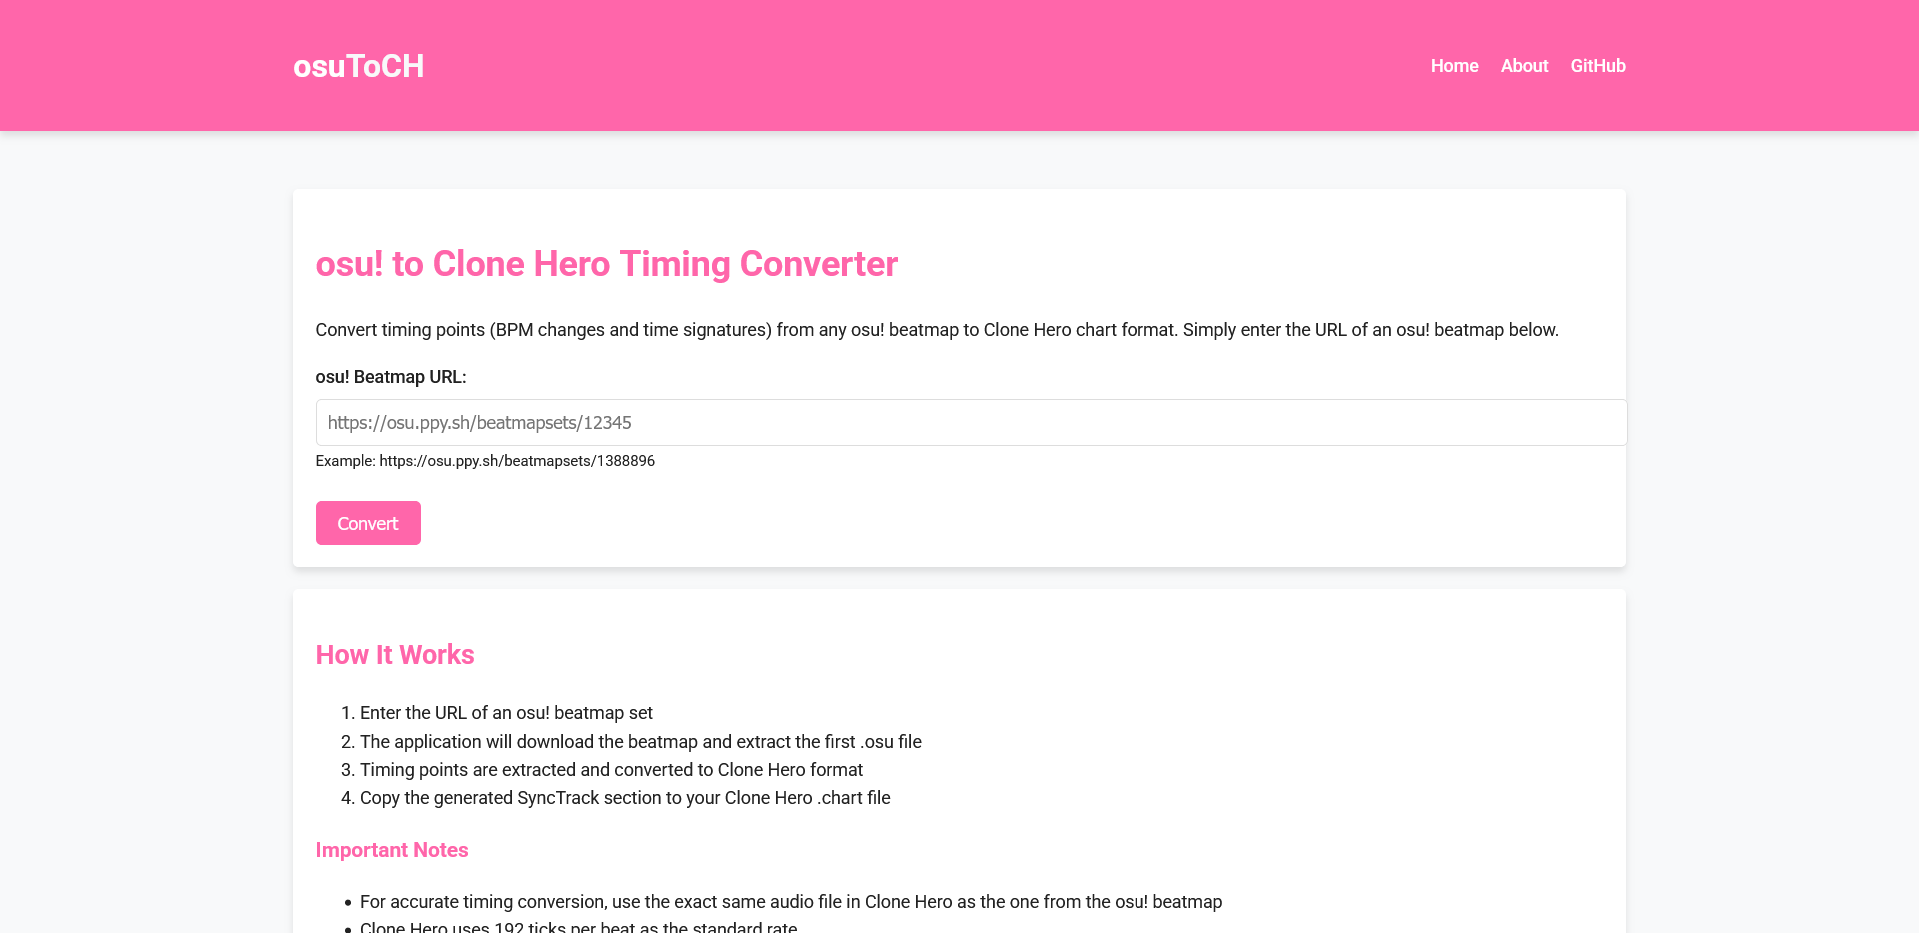 osuToCH
Home About GitHub
osu! to Clone Hero Timing Converter
Convert timing points (BPM changes and time signatures) from any osu! beatmap to Clone Hero chart format. Simply enter the URL of an osu! beatmap below.
osu! Beatmap URL:
https://osu.ppy.sh/beatmapsets/12345
Example: https://osu.ppy.sh/beatmapsets/1388896
Convert
How It Works
1. Enter the URL of an osu! beatmap set
2. The application will download the beatmap and extract the first .osu file
3. Timing points are extracted and converted to Clone Hero format
4. Copy the generated SyncTrack section to your Clone Hero .chart file
Important Notes
• For accurate timing conversion, use the exact same audio file in Clone Hero as the one from the osu! beatmap
• Clone Hero uses 192 ticks per beat as the standard rate